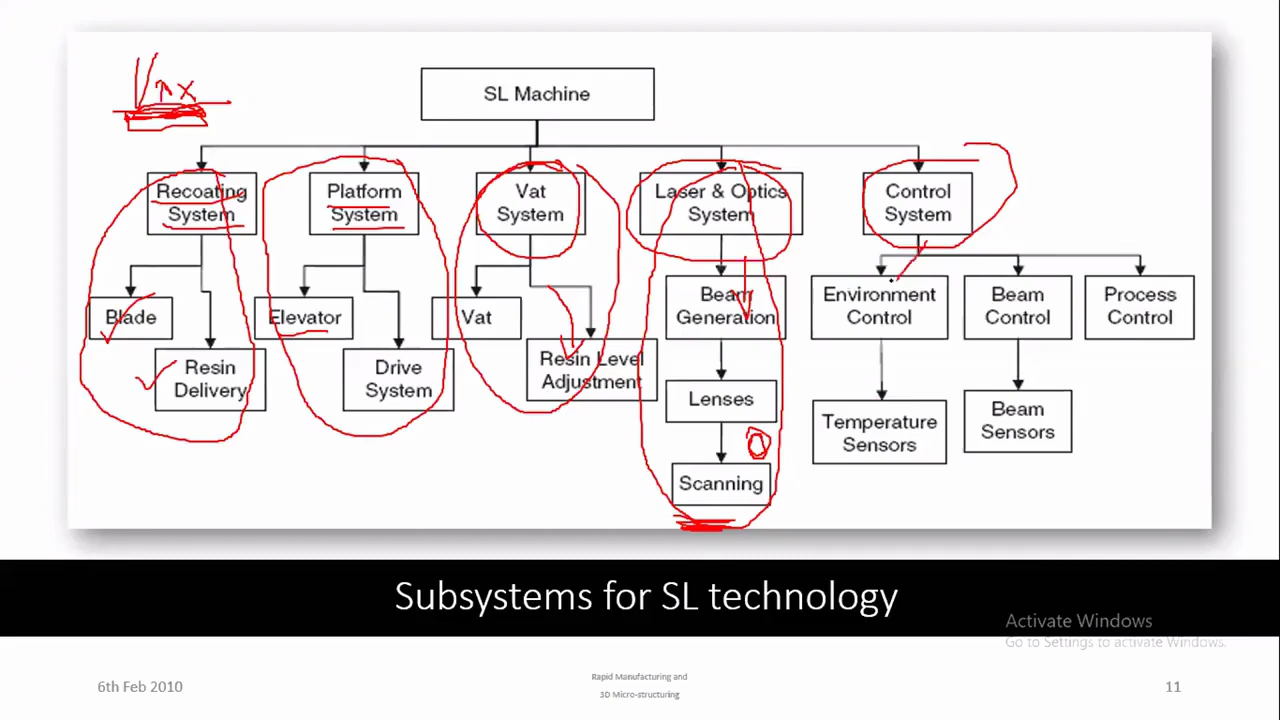 X
SL Machine
Recoating
System
Platform
System
Vat
System
Laser & Optics
System
Control
System
Blade
Resin
Delivery
Elevator
Drive
System
Vat
Resin Level
Adjustment
Beam
Generation
Lenses
Scanning
Environment
Control
Temperature
Sensors
Beam
Control
Beam
Sensors
Process
Control
Subsystems for SL technology
Activate Windows
Go to Settings to activate Windows.
6th Feb 2010
Rapid Manufacturing and
3D Micro-structuring
11